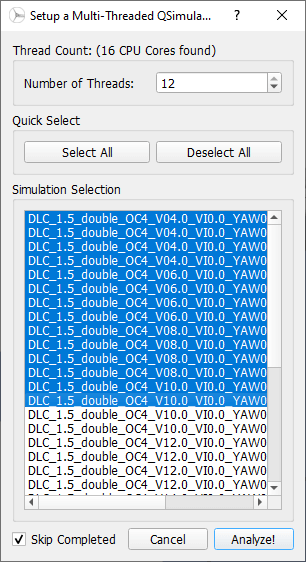 Setup a Multi-Threaded QSimula...
Thread Count: (16 CPU Cores found)
Number of Threads: 12
Quick Select
Select All Deselect All
Simulation Selection
DLC_1.5_double_OC4_V04.0_VI0.0_YAW0
DLC_1.5_double_OC4_V04.0_VI0.0_YAW0
DLC_1.5_double_OC4_V04.0_VI0.0_YAW0
DLC_1.5_double_OC4_V04.0_VI0.0_YAW0
DLC_1.5_double_OC4_V06.0_VI0.0_YAW0
DLC_1.5_double_OC4_V06.0_VI0.0_YAW0
DLC_1.5_double_OC4_V06.0_VI0.0_YAW0
DLC_1.5_double_OC4_V06.0_VI0.0_YAW0
DLC_1.5_double_OC4_V08.0_VI0.0_YAW0
DLC_1.5_double_OC4_V08.0_VI0.0_YAW0
DLC_1.5_double_OC4_V08.0_VI0.0_YAW0
DLC_1.5_double_OC4_V08.0_VI0.0_YAW0
DLC_1.5_double_OC4_V10.0_VI0.0_YAW0
DLC_1.5_double_OC4_V10.0_VI0.0_YAW0
DLC_1.5_double_OC4_V10.0_VI0.0_YAW0
DLC_1.5_double_OC4_V10.0_VI0.0_YAW0
DLC_1.5_double_OC4_V12.0_VI0.0_YAW0
DLC_1.5_double_OC4_V12.0_VI0.0_YAW0
DLC_1.5_double_OC4_V12.0_VI0.0_YAW0
DLC_1.5_double_OC4_V12.0_VI0.0_YAW0
Skip Completed Cancel Analyze!